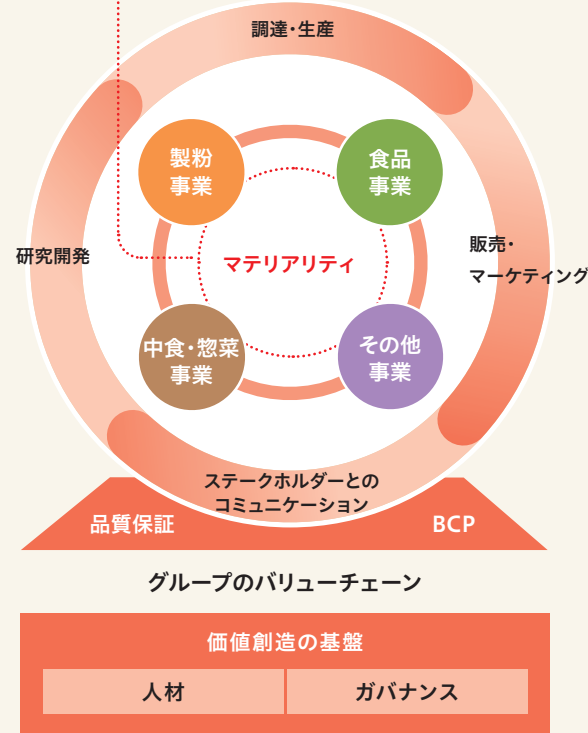 調達・生産
製粉
事業
食品
事業
研究開発
マテリアリティ
販売・
マーケティング
中食・惣菜
事業
その他
事業
ステークホルダーとの
コミュニケーション
品質保証
BCP
グループのバリューチェーン
価値創造の基盤
人材
ガバナンス